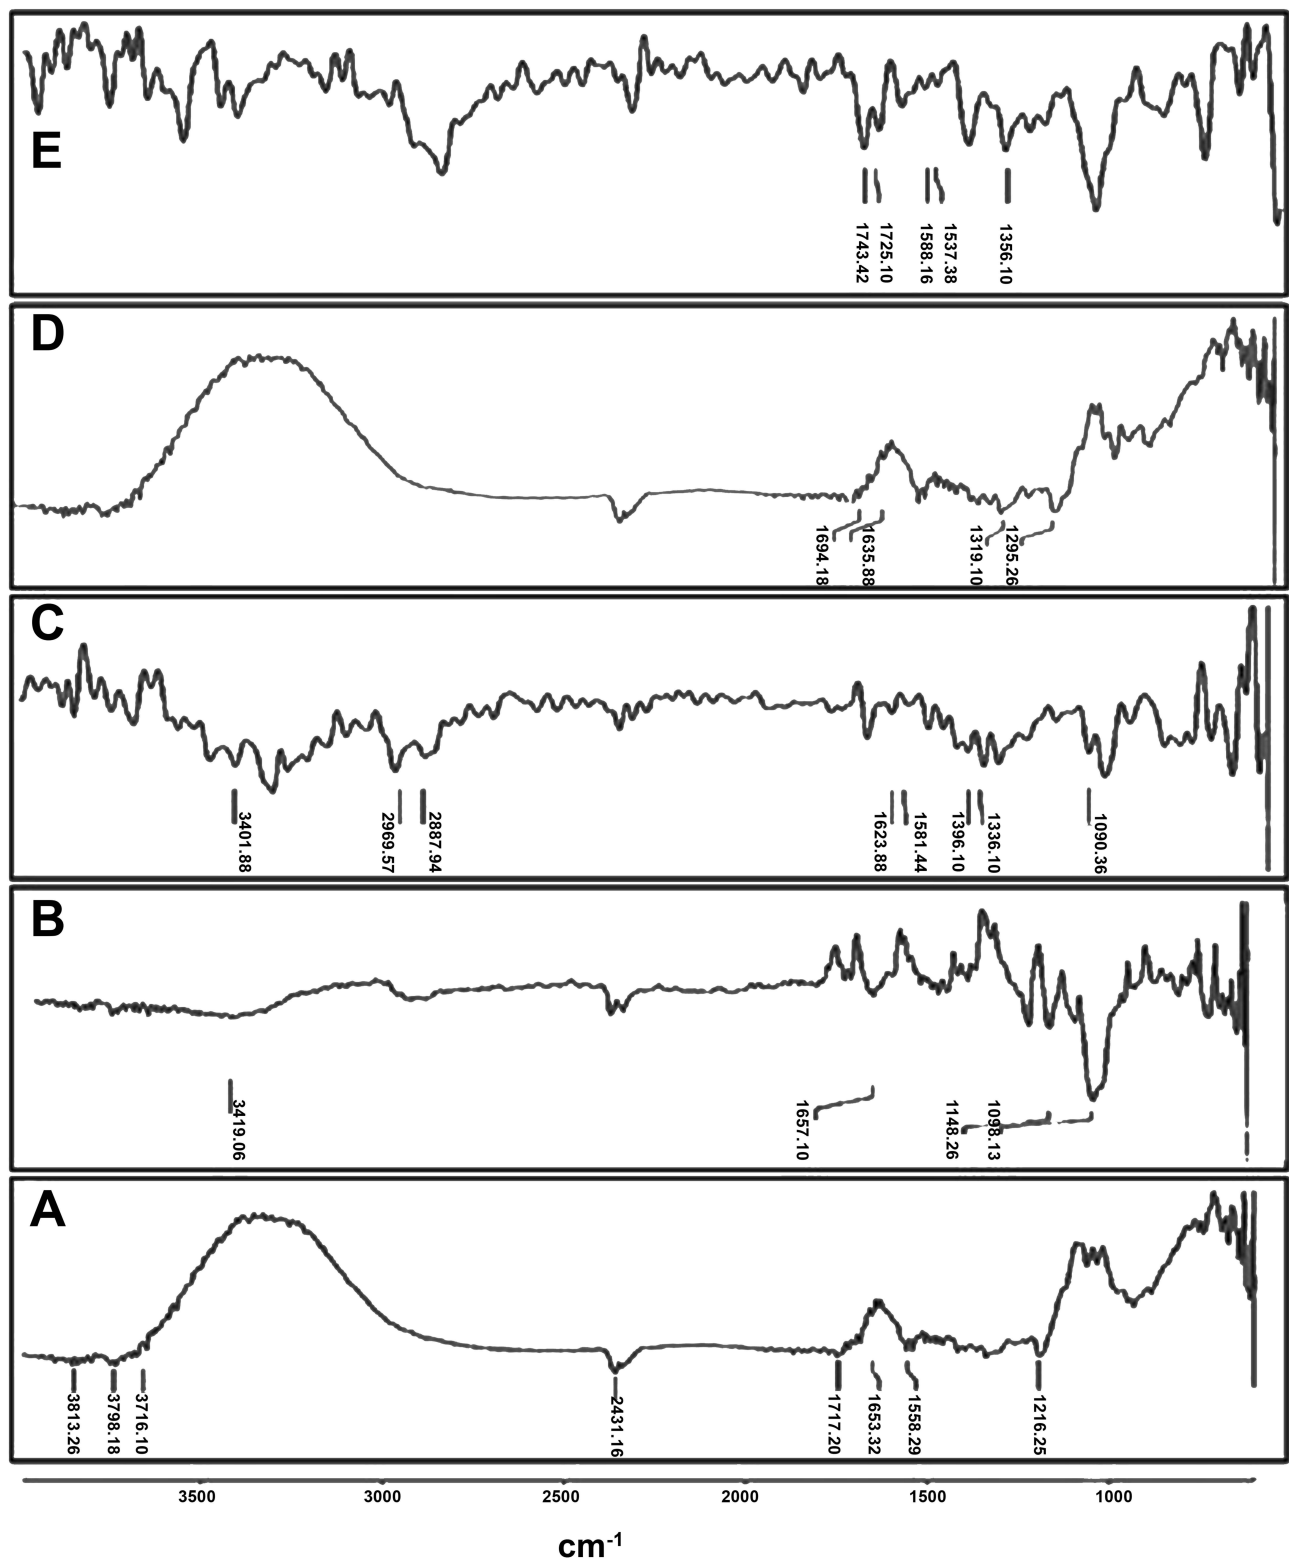 E
1743.42 1725.10 1588.16 1537.38 1356.10
D
1694.18 1635.88 1319.10 1295.26
C
3401.88 2969.57 2887.94 1623.88 1581.44 1396.10 1336.10 1090.36
B
3419.06 1657.10 1148.26 1098.13
A
3813.26 3798.18 3716.10 2431.16 1717.20 1653.32 1558.29 1216.25
3500 3000 2500 2000 1500 1000
cm-1